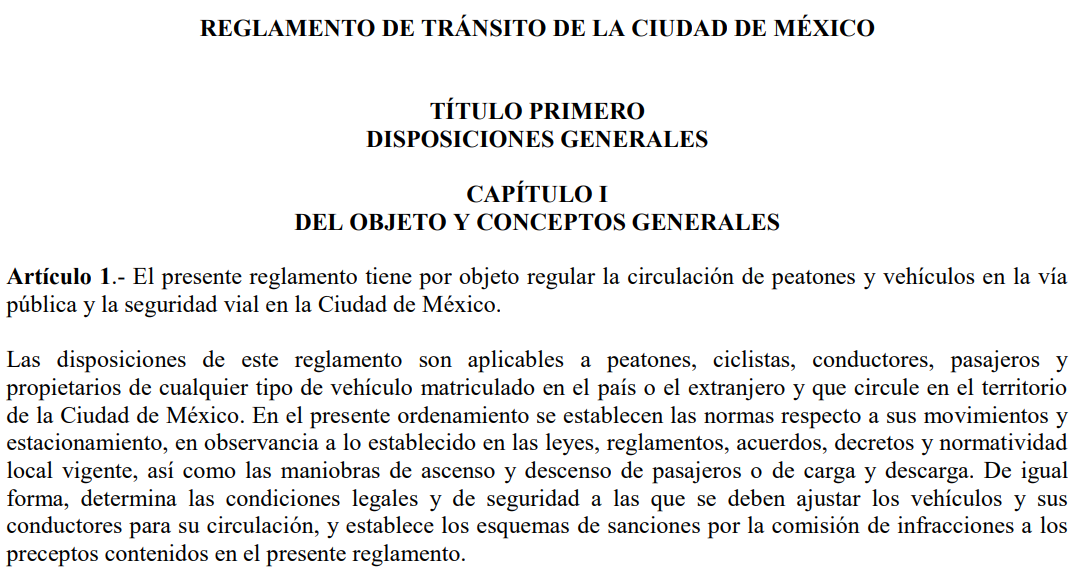 REGLAMENTO DE TRÁNSITO DE LA CIUDAD DE MÉXICO
TÍTULO PRIMERO
DISPOSICIONES GENERALES
CAPÍTULO I
DEL OBJETO Y CONCEPTOS GENERALES
Artículo 1.- El presente reglamento tiene por objeto regular la circulación de peatones y vehículos en la vía
pública y la seguridad vial en la Ciudad de México.
Las disposiciones de este reglamento son aplicables a peatones, ciclistas, conductores, pasajeros y
propietarios de cualquier tipo de vehículo matriculado en el país o el extranjero y que circule en el territorio
de la Ciudad de México. En el presente ordenamiento se establecen las normas respecto a sus movimientos y
estacionamiento, en observancia a lo establecido en las leyes, reglamentos, acuerdos, decretos y normatividad
local vigente, así como las maniobras de ascenso y descenso de pasajeros o de carga y descarga. De igual
forma, determina las condiciones legales y de seguridad a las que se deben ajustar los vehículos y sus
conductores para su circulación, y establece los esquemas de sanciones por la comisión de infracciones a los
preceptos contenidos en el presente reglamento.